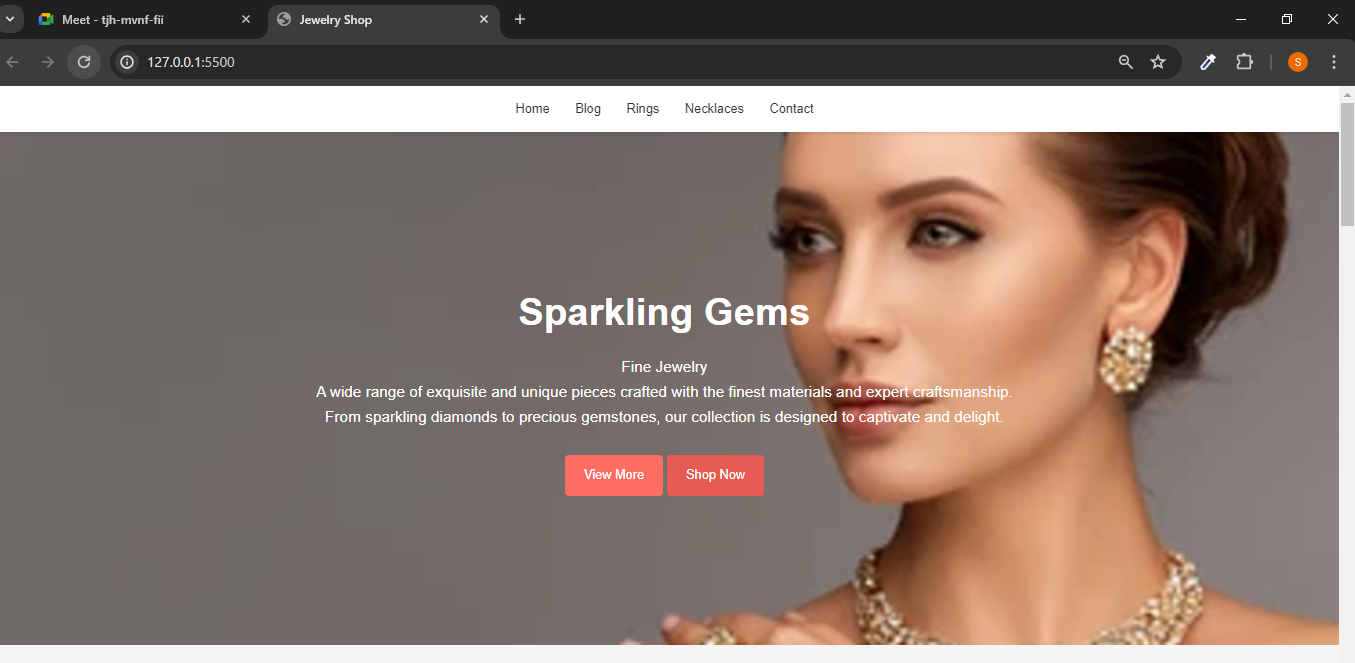 Meet - tjh-mvnf-fii
Jewelry Shop
127.0.0.1:5500
S
Home Blog Rings Necklaces Contact
Sparkling Gems
Fine Jewelry
A wide range of exquisite and unique pieces crafted with the finest materials and expert craftsmanship.
From sparkling diamonds to precious gemstones, our collection is designed to captivate and delight.
View More Shop Now